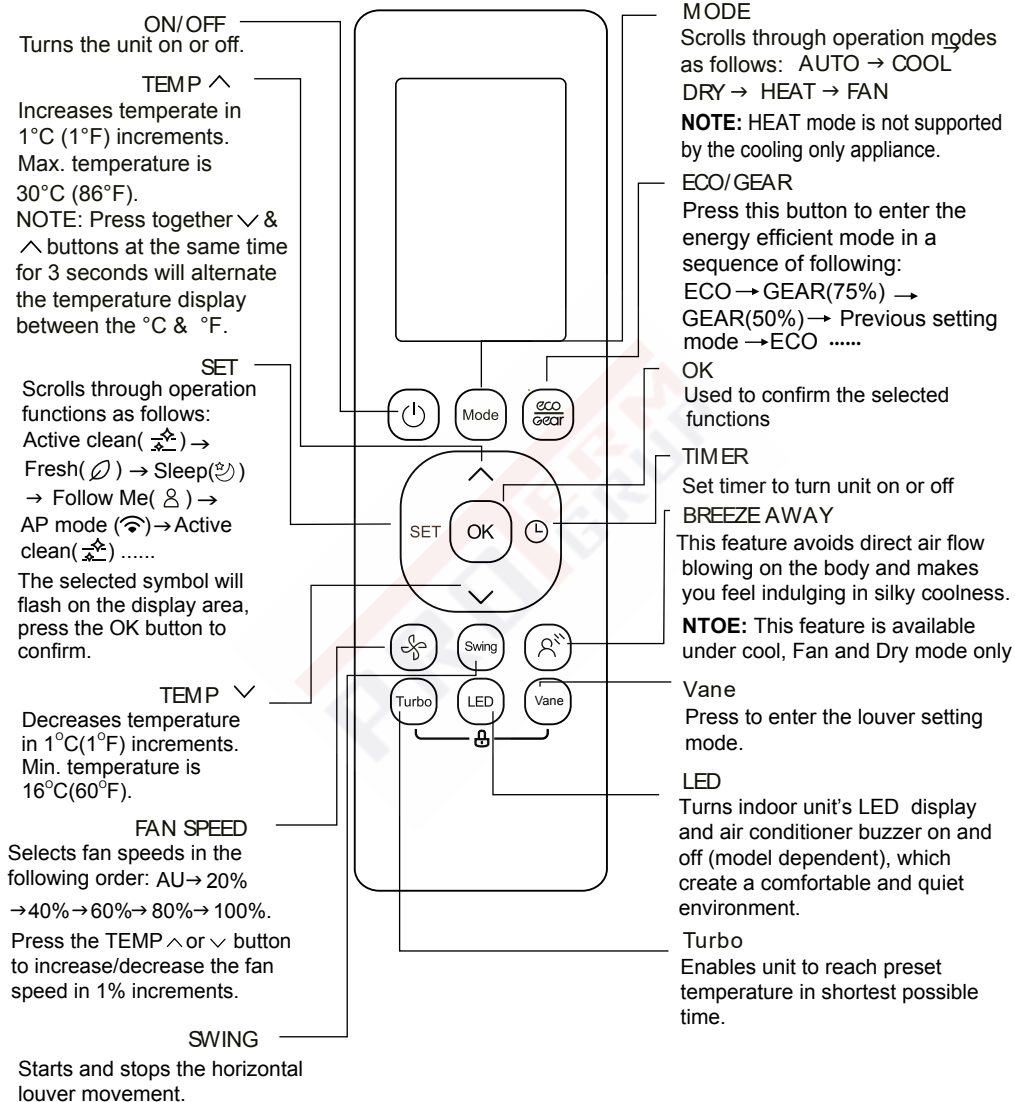 ON/OFF
Turns the unit on or off.
TEMP ︿
Increases temperate in
1°C (1°F) increments.
Max. temperature is
30°C (86°F).
NOTE: Press together ﹀ &
︿ buttons at the same time
for 3 seconds will alternate
the temperature display
between the °C & °F.
SET
Scrolls through operation
functions as follows:
Active clean( ) →
Fresh( ) → Sleep( )
→ Follow Me( ) →
AP mode ( ) → Active
clean( ) ......
The selected symbol will
flash on the display area,
press the OK button to
confirm.
TEMP ﹀
Decreases temperature
in 1°C(1°F) increments.
Min. temperature is
16°C(60°F).
FAN SPEED
Selects fan speeds in the
following order: AU→ 20%
→40%→60%→ 80%→ 100%.
Press the TEMP ︿ or ﹀ button
to increase/decrease the fan
speed in 1% increments.
SWING
Starts and stops the horizontal
louver movement.
Mode
eco
Gear
SET
OK
Swing
Turbo
LED
Vane
MODE
Scrolls through operation modes
as follows: AUTO → COOL →
DRY → HEAT → FAN
NOTE: HEAT mode is not supported
by the cooling only appliance.
ECO/GEAR
Press this button to enter the
energy efficient mode in a
sequence of following:
ECO → GEAR(75%) →
GEAR(50%) → Previous setting
mode → ECO ......
OK
Used to confirm the selected
functions
TIMER
Set timer to turn unit on or off
BREEZE AWAY
This feature avoids direct air flow
blowing on the body and makes
you feel indulging in silky coolness.
NTOE: This feature is available
under cool, Fan and Dry mode only
Vane
Press to enter the louver setting
mode.
LED
Turns indoor unit's LED display
and air conditioner buzzer on and
off (model dependent), which
create a comfortable and quiet
environment.
Turbo
Enables unit to reach preset
temperature in shortest possible
time.